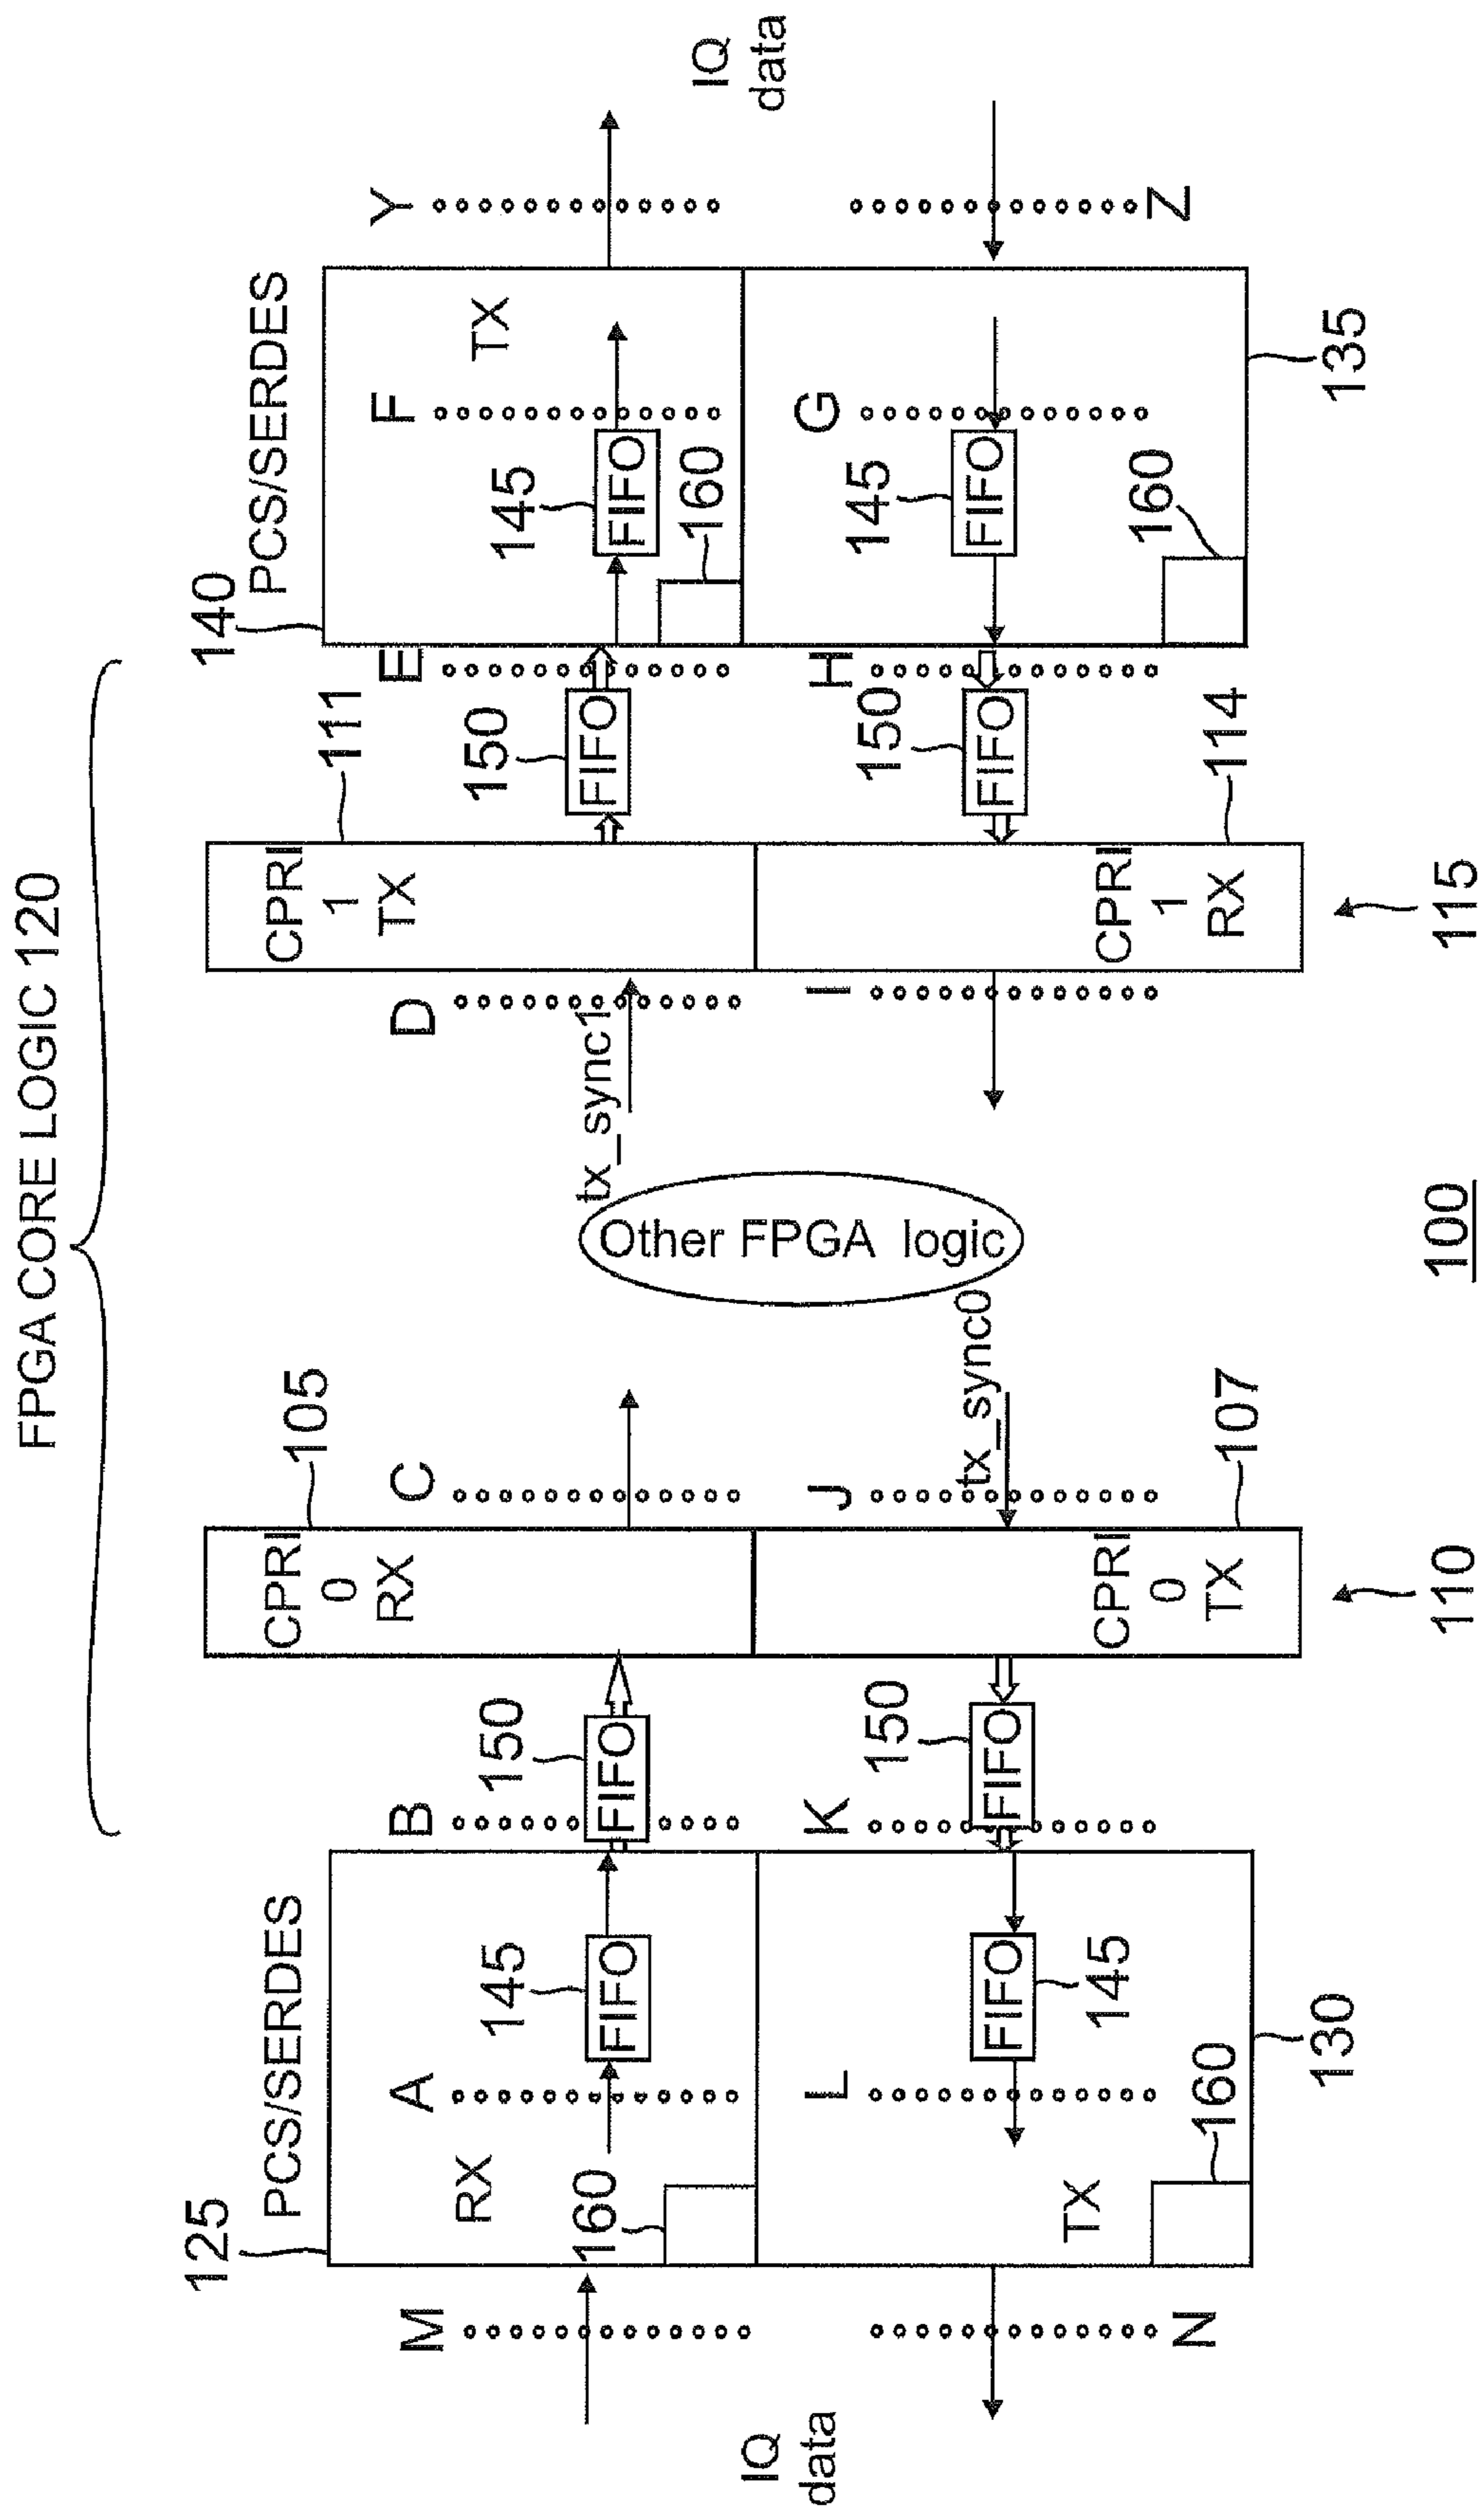 FPGA CORE LOGIC 120
125
PCS/SERDES
RX
M
A
160
145
FIFO
B
150
FIFO
105
CPRI
0
RX
C
Other FPGA logic
tx_sync1
D
111
CPRI
1
TX
150
FIFO
E
140
PCS/SERDES
145
FIFO
F
TX
160
Y
IQ
data
IQ
data
N
TX
160
L
FIFO
145
130
K
150
FIFO
CPRI
0
TX
107
110
J
tx_sync0
I
CPRI
1
RX
114
115
150
FIFO
H
145
FIFO
G
160
135
Z
100